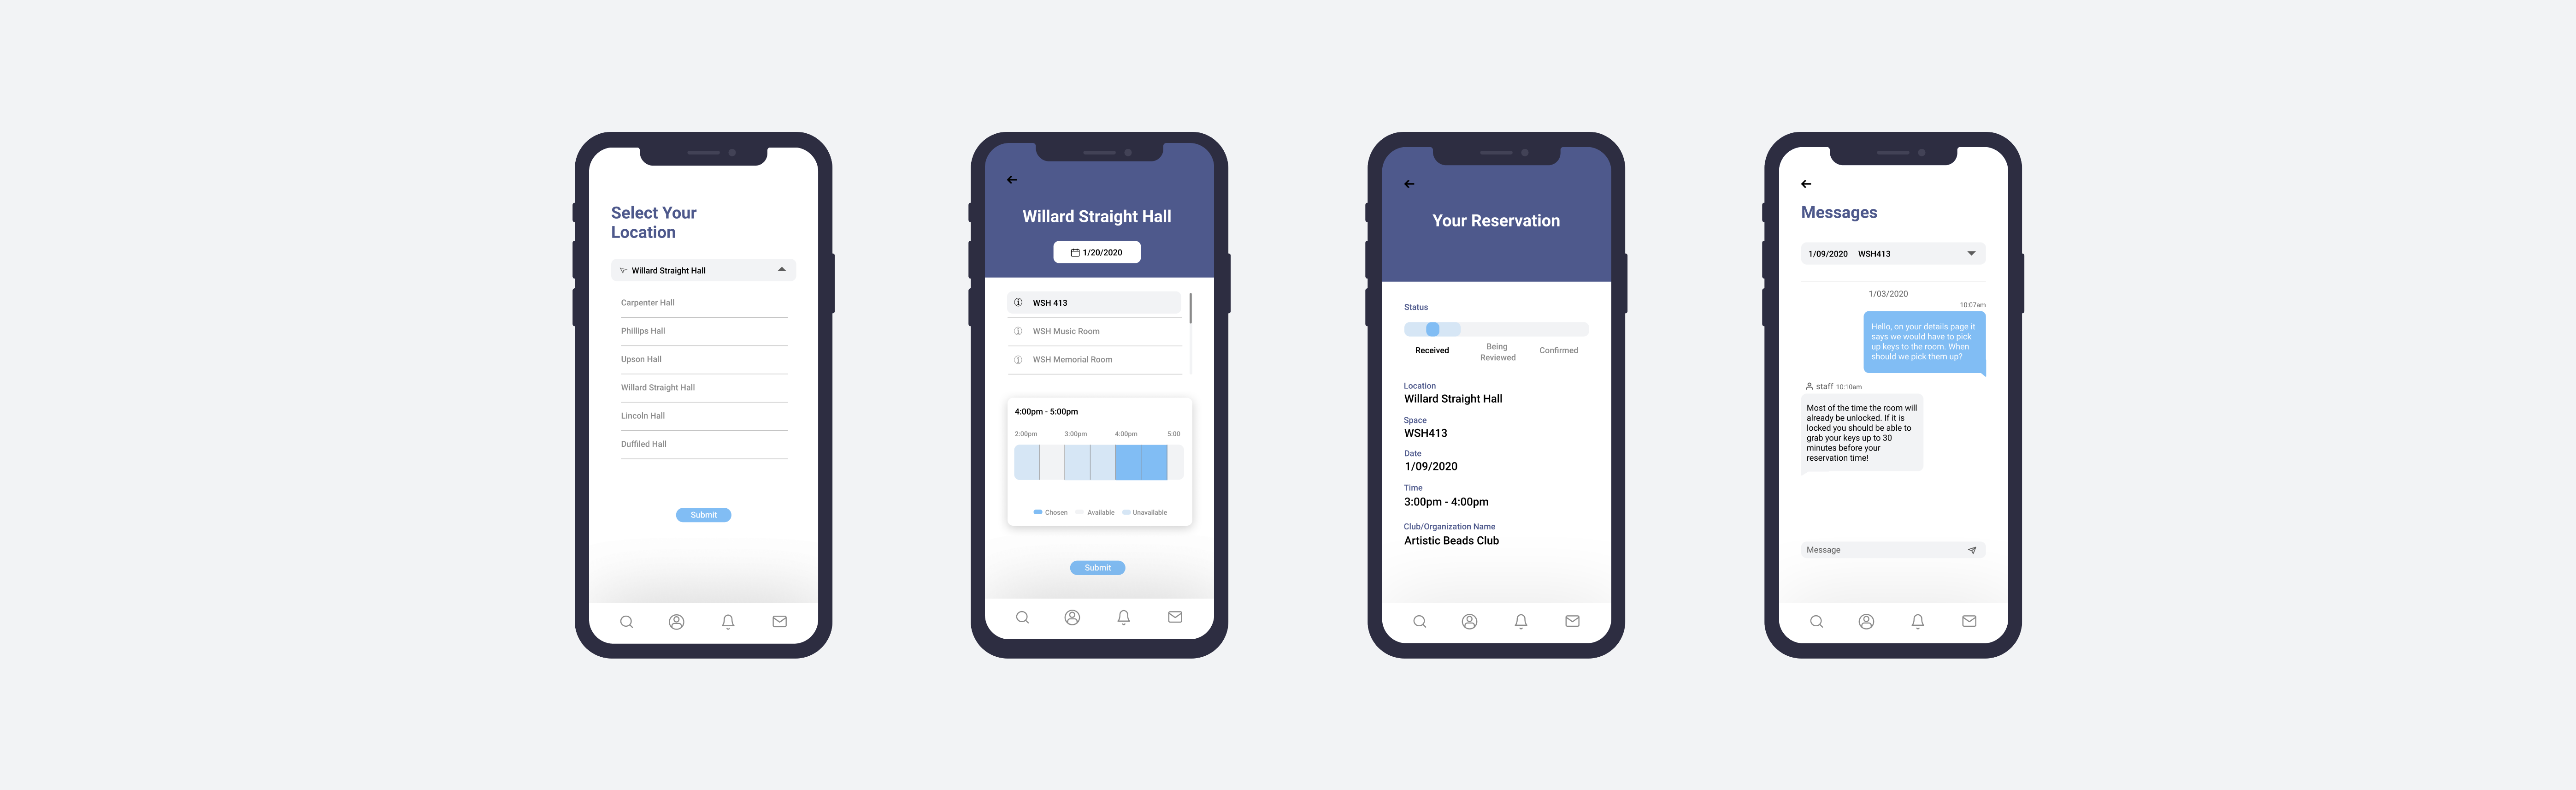 Select Your
Location
Willard Straight Hall
Carpenter Hall
Phillips Hall
Upson Hall
Willard Straight Hall
Lincoln Hall
Duffiled Hall
Submit
Willard Straight Hall
1/20/2020
WSH 413
WSH Music Room
WSH Memorial Room
4:00pm - 5:00pm
2:00pm 3:00pm 4:00pm 5:00
Chosen Available Unavailable
Submit
Your Reservation
Status
Received Being Reviewed Confirmed
Location
Willard Straight Hall
Space
WSH413
Date
1/09/2020
Time
3:00pm - 4:00pm
Club/Organization Name
Artistic Beads Club
Messages
1/09/2020 WSH413
1/03/2020
10:07am
Hello, on your details page it
says we would have to pick
up keys to the room. When
should we pick them up?
staff 10:10am
Most of the time the room will
already be unlocked. If it is
locked you should be able to
grab your keys up to 30
minutes before your
reservation time!
Message